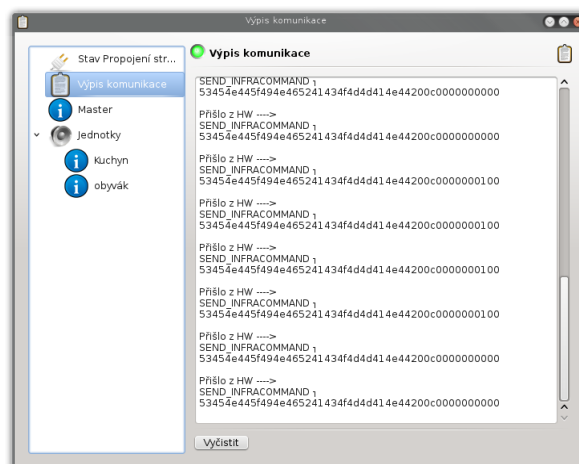 Výpis komunikace
Stav Propojení str...
Výpis komunikace
Master
Jednotky
Kuchyn
obyvák
Výpis komunikace
SEND_INFRACOMMAND ┐
53454e445f494e465241434f4d4d414e44200c0000000000
Přišlo z HW ---->
SEND_INFRACOMMAND ┐
53454e445f494e465241434f4d4d414e44200c0000000000
Přišlo z HW ---->
SEND_INFRACOMMAND ┐
53454e445f494e465241434f4d4d414e44200c0000000100
Přišlo z HW ---->
SEND_INFRACOMMAND ┐
53454e445f494e465241434f4d4d414e44200c0000000100
Přišlo z HW ---->
SEND_INFRACOMMAND ┐
53454e445f494e465241434f4d4d414e44200c0000000100
Přišlo z HW ---->
SEND_INFRACOMMAND ┐
53454e445f494e465241434f4d4d414e44200c0000000100
Přišlo z HW ---->
SEND_INFRACOMMAND ┐
53454e445f494e465241434f4d4d414e44200c0000000000
Přišlo z HW ---->
SEND_INFRACOMMAND ┐
53454e445f494e465241434f4d4d414e44200c0000000000
Vyčistit